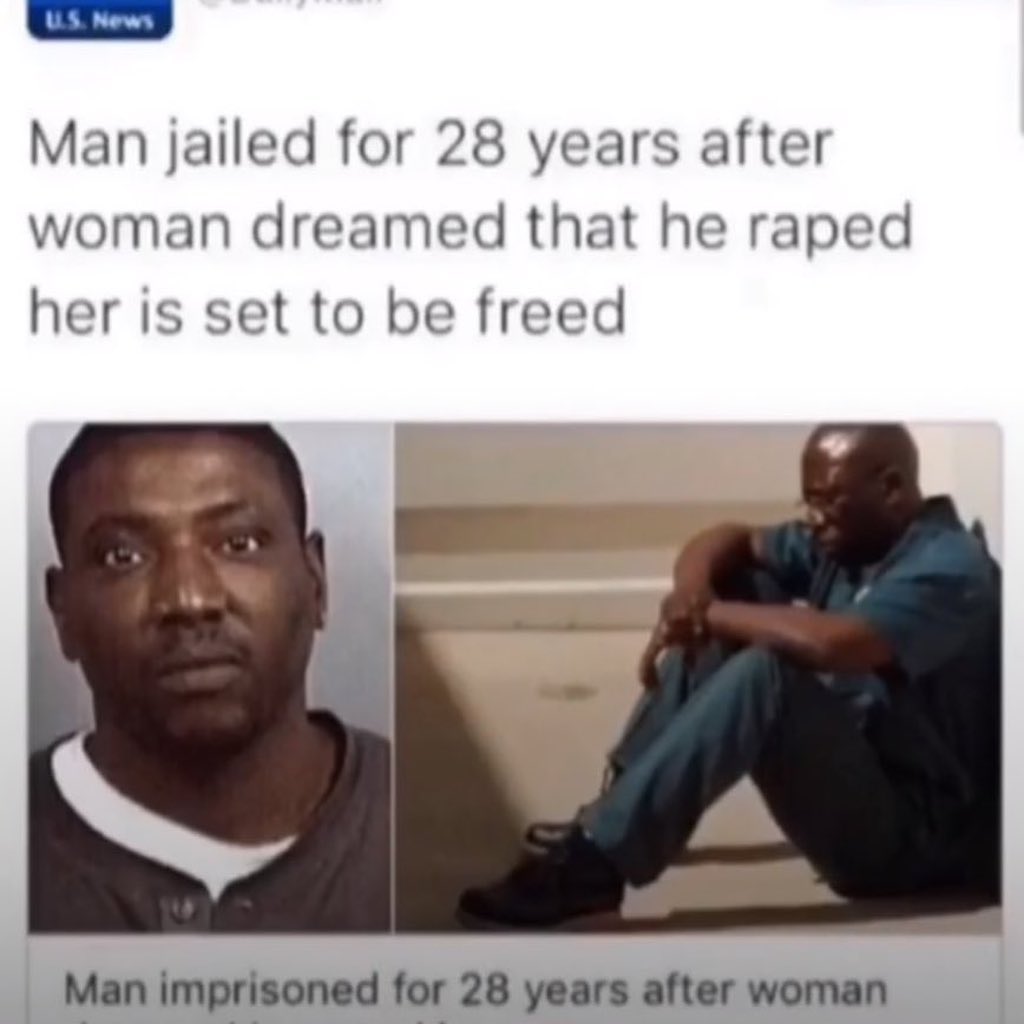 U.S. News
Man jailed for 28 years after
woman dreamed that he raped
her is set to be freed
Man imprisoned for 28 years after woman